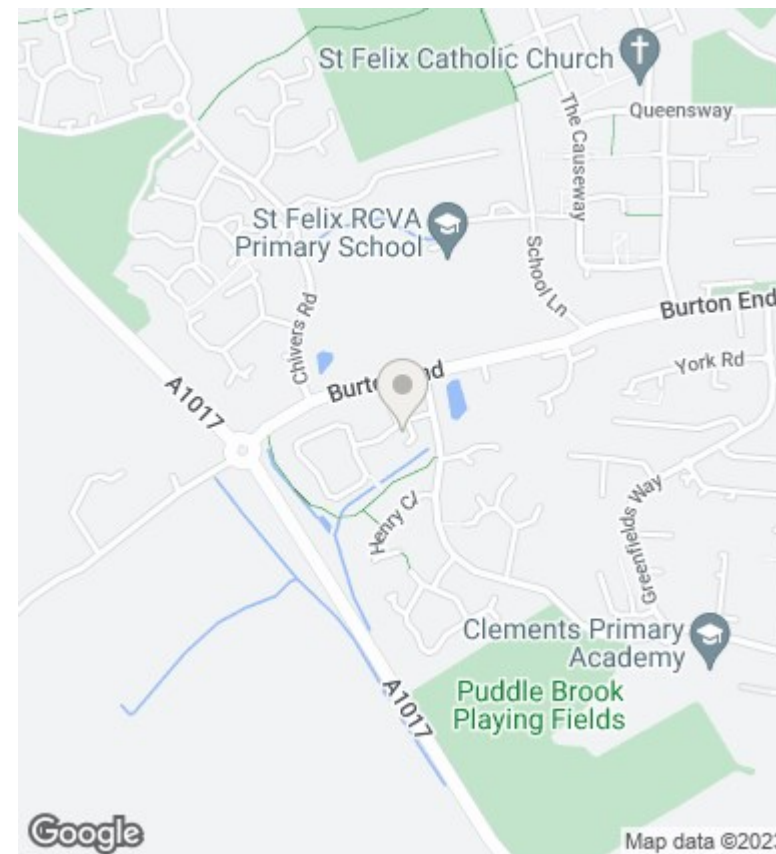 St Felix Catholic Church
The Causeway
Queensway
St Felix RCVA
Primary School
School Ln
Chivers Rd
Burton End
York Rd
A1017
Greenfields Way
Henry Cl
Clements Primary
Academy
Puddle Brook
Playing Fields
A1017
Google
Map data ©202